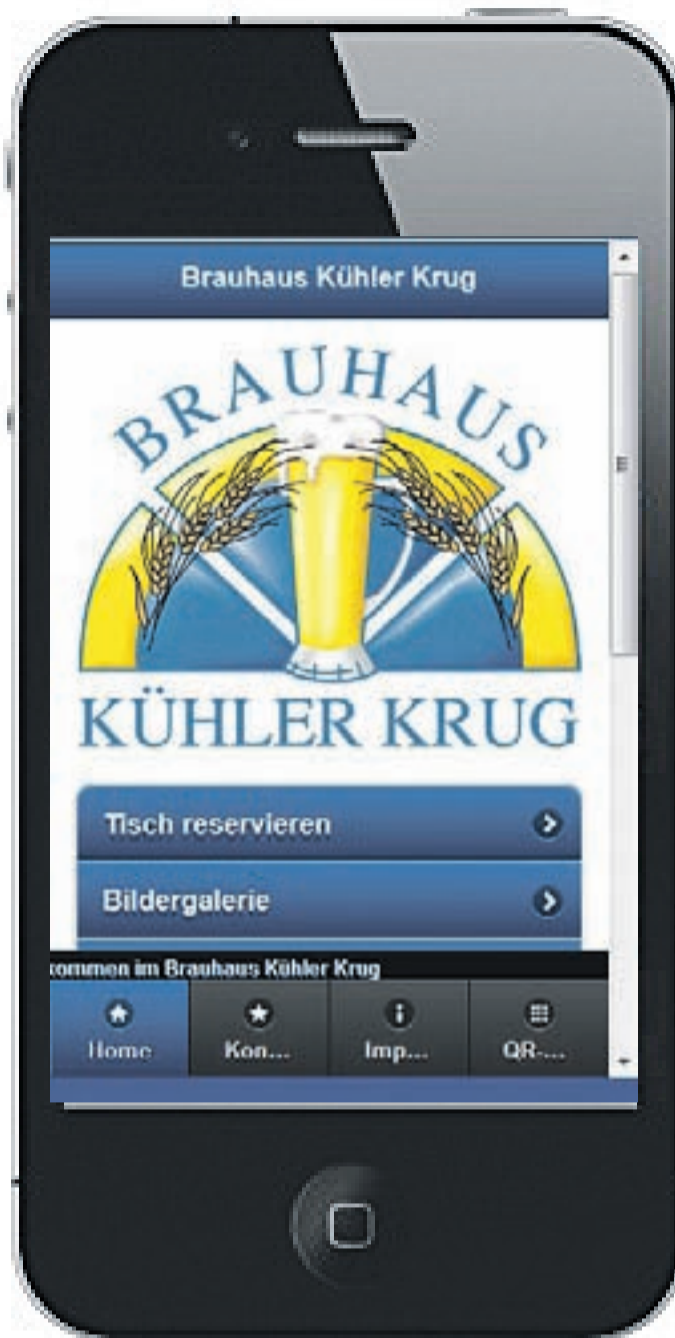 Brauhaus Kühler Krug
BRAUHAUS
KÜHLER KRUG
Tisch reservieren
Bildergalerie
kommen im Brauhaus Kühler Krug
Home Kon... Imp... QR-...